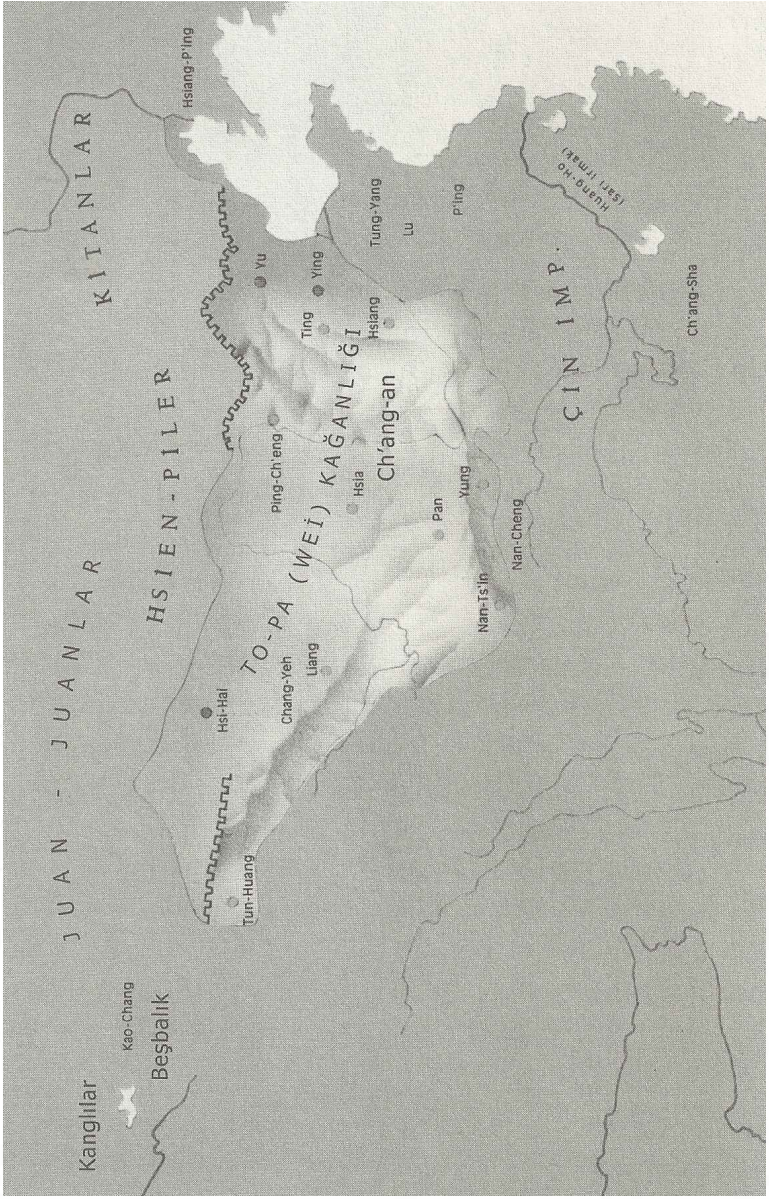 JUAN - JUANLAR
HSIEN-PİLER
KITANLAR
Kanglılar
Kao-Chang
Beşbalık
Tun-Huang
Hsi-Hai
TO-PA (WEİ) KAĞANLIĞI
Chang-Yeh
Liang
Ping-Ch'eng
Hsia
Ch'ang-an
Pan
Yung
Nan-Ts'in
Nan-Cheng
Ting
Hsiang
Yu
Ying
Hsiang-P'ing
Tung-Yang
Lu
P'ing
ÇİN İMP.
Huang-Ho
(Sarı Irmak)
Ch'ang-Sha